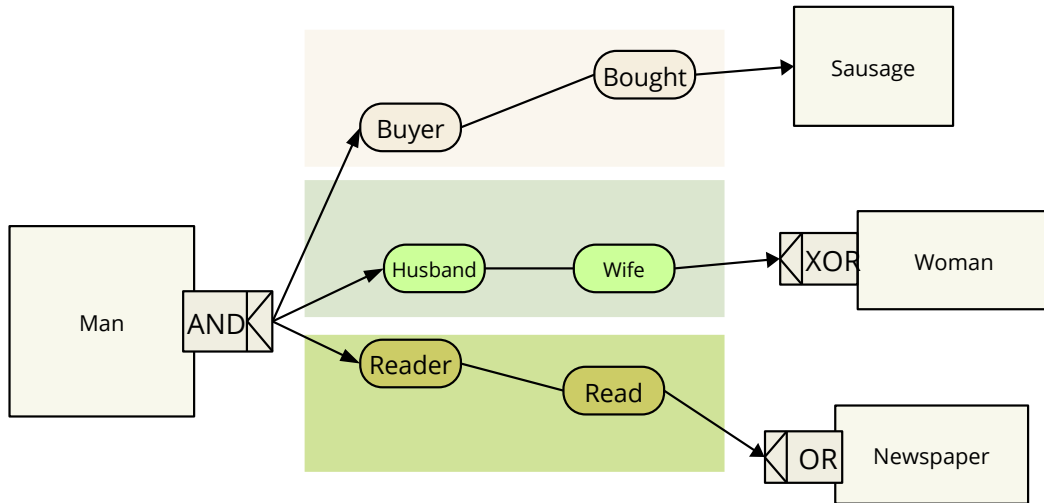 Sausage
Bought
Buyer
Husband
Wife
XOR
Woman
Man
AND
Reader
Read
OR
Newspaper